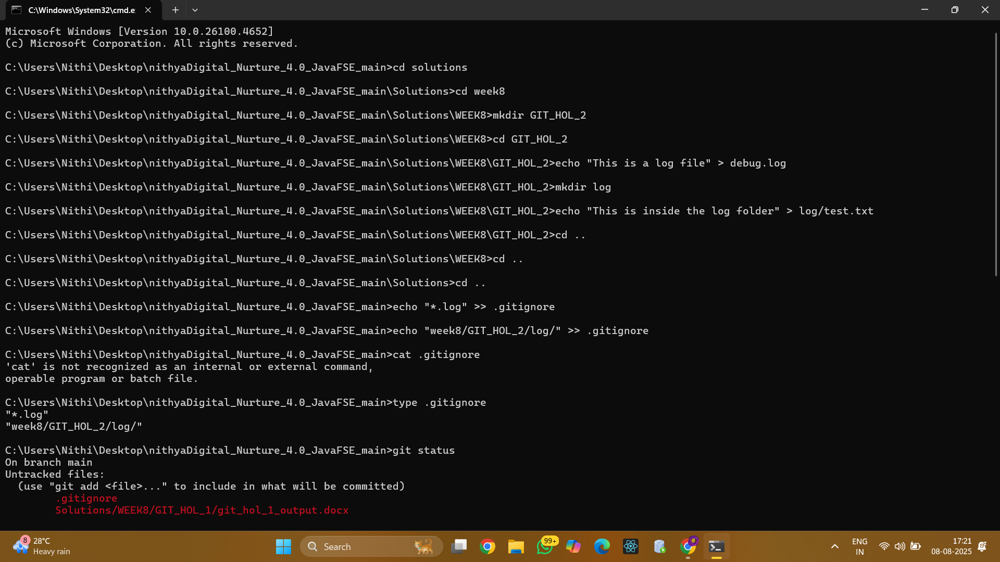 C:\Windows\System32\cmd.e
Microsoft Windows [Version 10.0.26100.4652]
(c) Microsoft Corporation. All rights reserved.
C:\Users\Nithi\Desktop\nithyaDigital_Nurture_4.0_JavaFSE_main>cd solutions
C:\Users\Nithi\Desktop\nithyaDigital_Nurture_4.0_JavaFSE_main\Solutions>cd week8
C:\Users\Nithi\Desktop\nithyaDigital_Nurture_4.0_JavaFSE_main\Solutions\WEEK8>mkdir GIT_HOL_2
C:\Users\Nithi\Desktop\nithyaDigital_Nurture_4.0_JavaFSE_main\Solutions\WEEK8>cd GIT_HOL_2
C:\Users\Nithi\Desktop\nithyaDigital_Nurture_4.0_JavaFSE_main\Solutions\WEEK8\GIT_HOL_2>echo "This is a log file" > debug.log
C:\Users\Nithi\Desktop\nithyaDigital_Nurture_4.0_JavaFSE_main\Solutions\WEEK8\GIT_HOL_2>mkdir log
C:\Users\Nithi\Desktop\nithyaDigital_Nurture_4.0_JavaFSE_main\Solutions\WEEK8\GIT_HOL_2>echo "This is inside the log folder" > log/test.txt
C:\Users\Nithi\Desktop\nithyaDigital_Nurture_4.0_JavaFSE_main\Solutions\WEEK8\GIT_HOL_2>cd ..
C:\Users\Nithi\Desktop\nithyaDigital_Nurture_4.0_JavaFSE_main\Solutions\WEEK8>cd ..
C:\Users\Nithi\Desktop\nithyaDigital_Nurture_4.0_JavaFSE_main\Solutions>cd ..
C:\Users\Nithi\Desktop\nithyaDigital_Nurture_4.0_JavaFSE_main>echo "*.log" >> .gitignore
C:\Users\Nithi\Desktop\nithyaDigital_Nurture_4.0_JavaFSE_main>echo "week8/GIT_HOL_2/log/" >> .gitignore
C:\Users\Nithi\Desktop\nithyaDigital_Nurture_4.0_JavaFSE_main>cat .gitignore
'cat' is not recognized as an internal or external command,
operable program or batch file.
C:\Users\Nithi\Desktop\nithyaDigital_Nurture_4.0_JavaFSE_main>type .gitignore
"*.log"
"week8/GIT_HOL_2/log/"
C:\Users\Nithi\Desktop\nithyaDigital_Nurture_4.0_JavaFSE_main>git status
On branch main
Untracked files:
  (use "git add <file>..." to include in what will be committed)
        .gitignore
        Solutions/WEEK8/GIT_HOL_1/git_hol_1_output.docx
8
28°C
Heavy rain
Search
99+
ENG
IN
17:21
08-08-2025